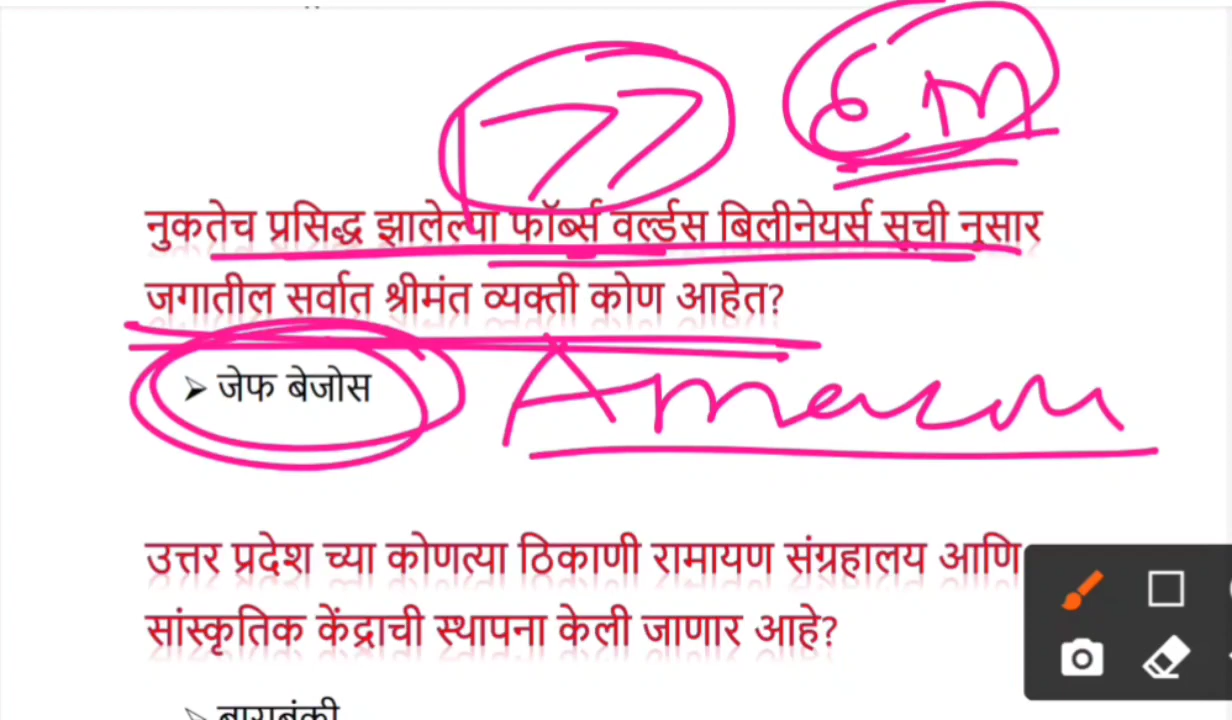 77 Em
नुकतेच प्रसिद्ध झालेल्या फॉर्ब्स वर्ल्डस बिलीनेयर्स सूची नुसार
जगातील सर्वात श्रीमंत व्यक्ती कोण आहेत?
➢ जेफ बेजोस Amazon
उत्तर प्रदेश च्या कोणत्या ठिकाणी रामायण संग्रहालय आणि
सांस्कृतिक केंद्राची स्थापना केली जाणार आहे?